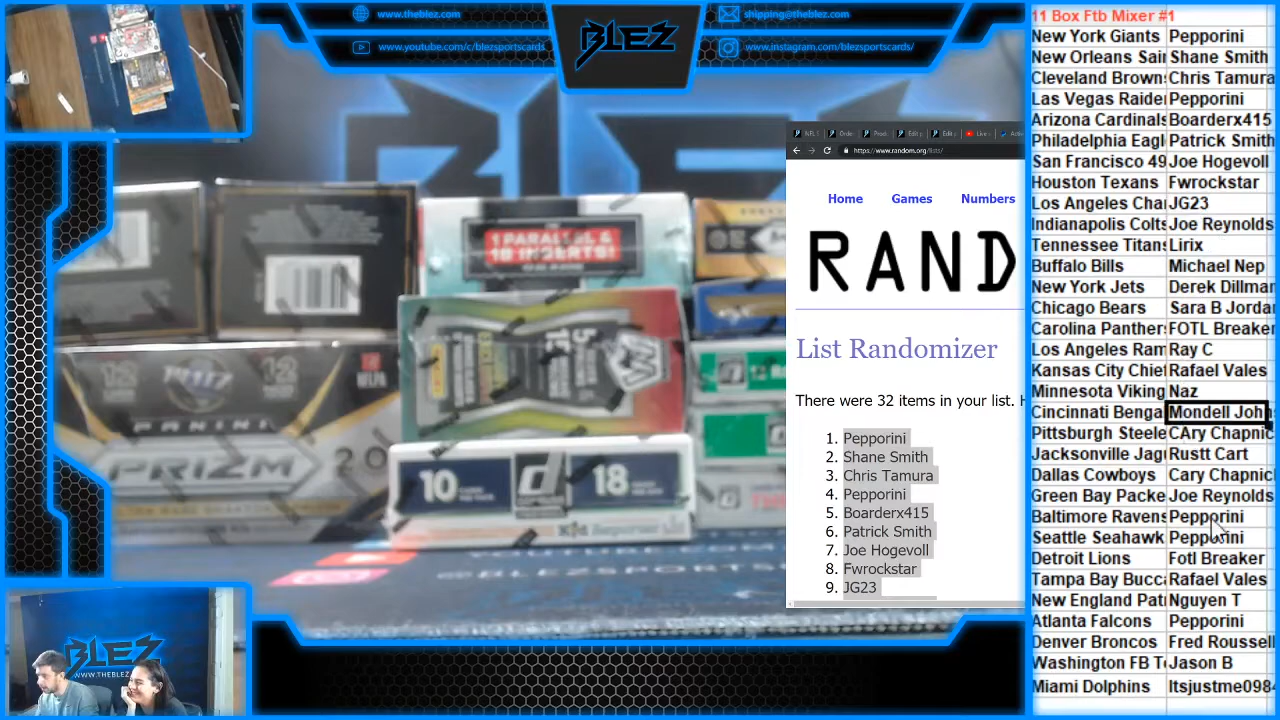 www.theblez.com
shipping@theblez.com
www.youtube.com/c/blezsportscards
www.instagram.com/blezsportscards/
BLEZ
11 Box Ftb Mixer #1
New York Giants Pepporini
New Orleans Sai Shane Smith
Cleveland Brown Chris Tamura
Las Vegas Raide Pepporini
Arizona Cardinals Boarderx415
Philadelphia Eagl Patrick Smith
San Francisco 49 Joe Hogevoll
Houston Texans Fwrockstar
Los Angeles Cha JG23
Indianapolis Colts Joe Reynolds
Tennessee Titans Lirix
Buffalo Bills Michael Nep
New York Jets Derek Dillma
Chicago Bears Sara B Jorda
Carolina Panther FOTL Breaker
Los Angeles Ram Ray C
Kansas City Chief Rafael Vales
Minnesota Viking Naz
Cincinnati Benga Mondell Joh
Pittsburgh Steele CAry Chapnic
Jacksonville Jag Rustt Cart
Dallas Cowboys Cary Chapnic
Green Bay Packe Joe Reynolds
Baltimore Ravens Pepporini
Seattle Seahawk Pepporini
Detroit Lions Fotl Breaker
Tampa Bay Bucc Rafael Vales
New England Pat Nguyen T
Atlanta Falcons Pepporini
Denver Broncos Fred Roussel
Washington FB T Jason B
Miami Dolphins Itsjustme098
https://www.random.org/lists/
Home Games Numbers
RAND
List Randomizer
There were 32 items in your list. H
1. Pepporini
2. Shane Smith
3. Chris Tamura
4. Pepporini
5. Boarderx415
6. Patrick Smith
7. Joe Hogevoll
8. Fwrockstar
9. JG23
1 PARALLEL &
18 INSERTS!
12
12
PANINI
PRIZM 20
NFLPA
10
18
BLEZ
WWW.THEBLEZ